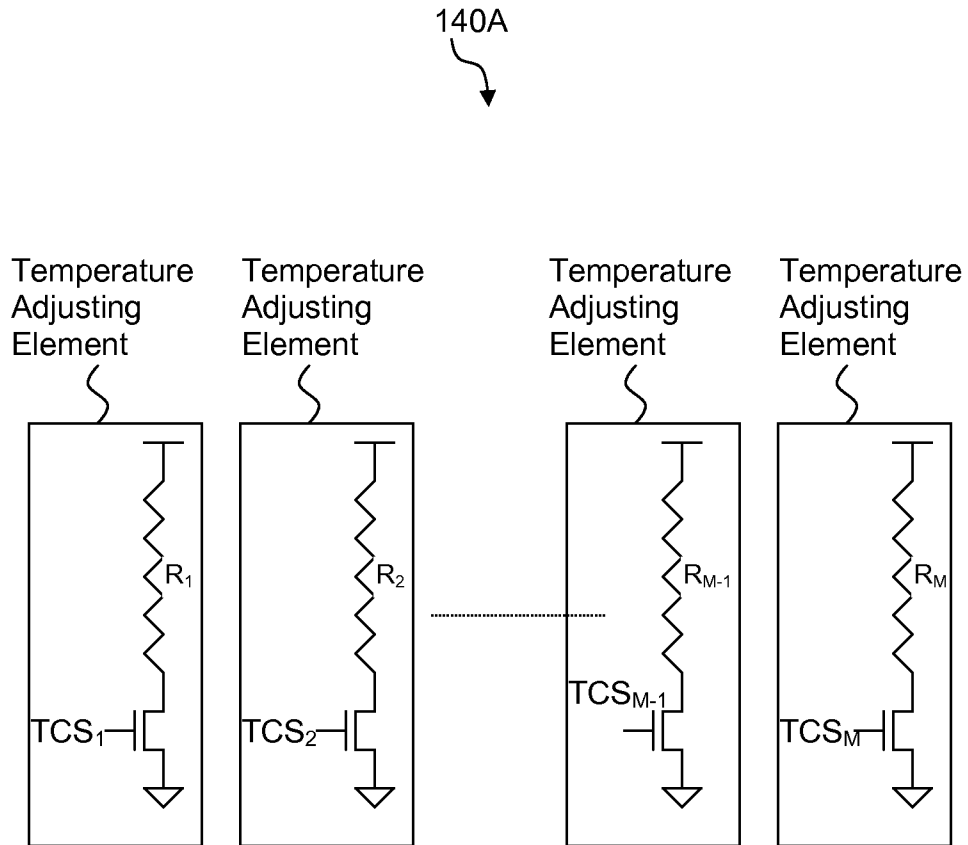 140A
Temperature
Adjusting
Element
Temperature
Adjusting
Element
Temperature
Adjusting
Element
Temperature
Adjusting
Element
R₁
R₂
Rₘ₋₁
Rₘ
TCS₁
TCS₂
TCSₘ₋₁
TCSₘ